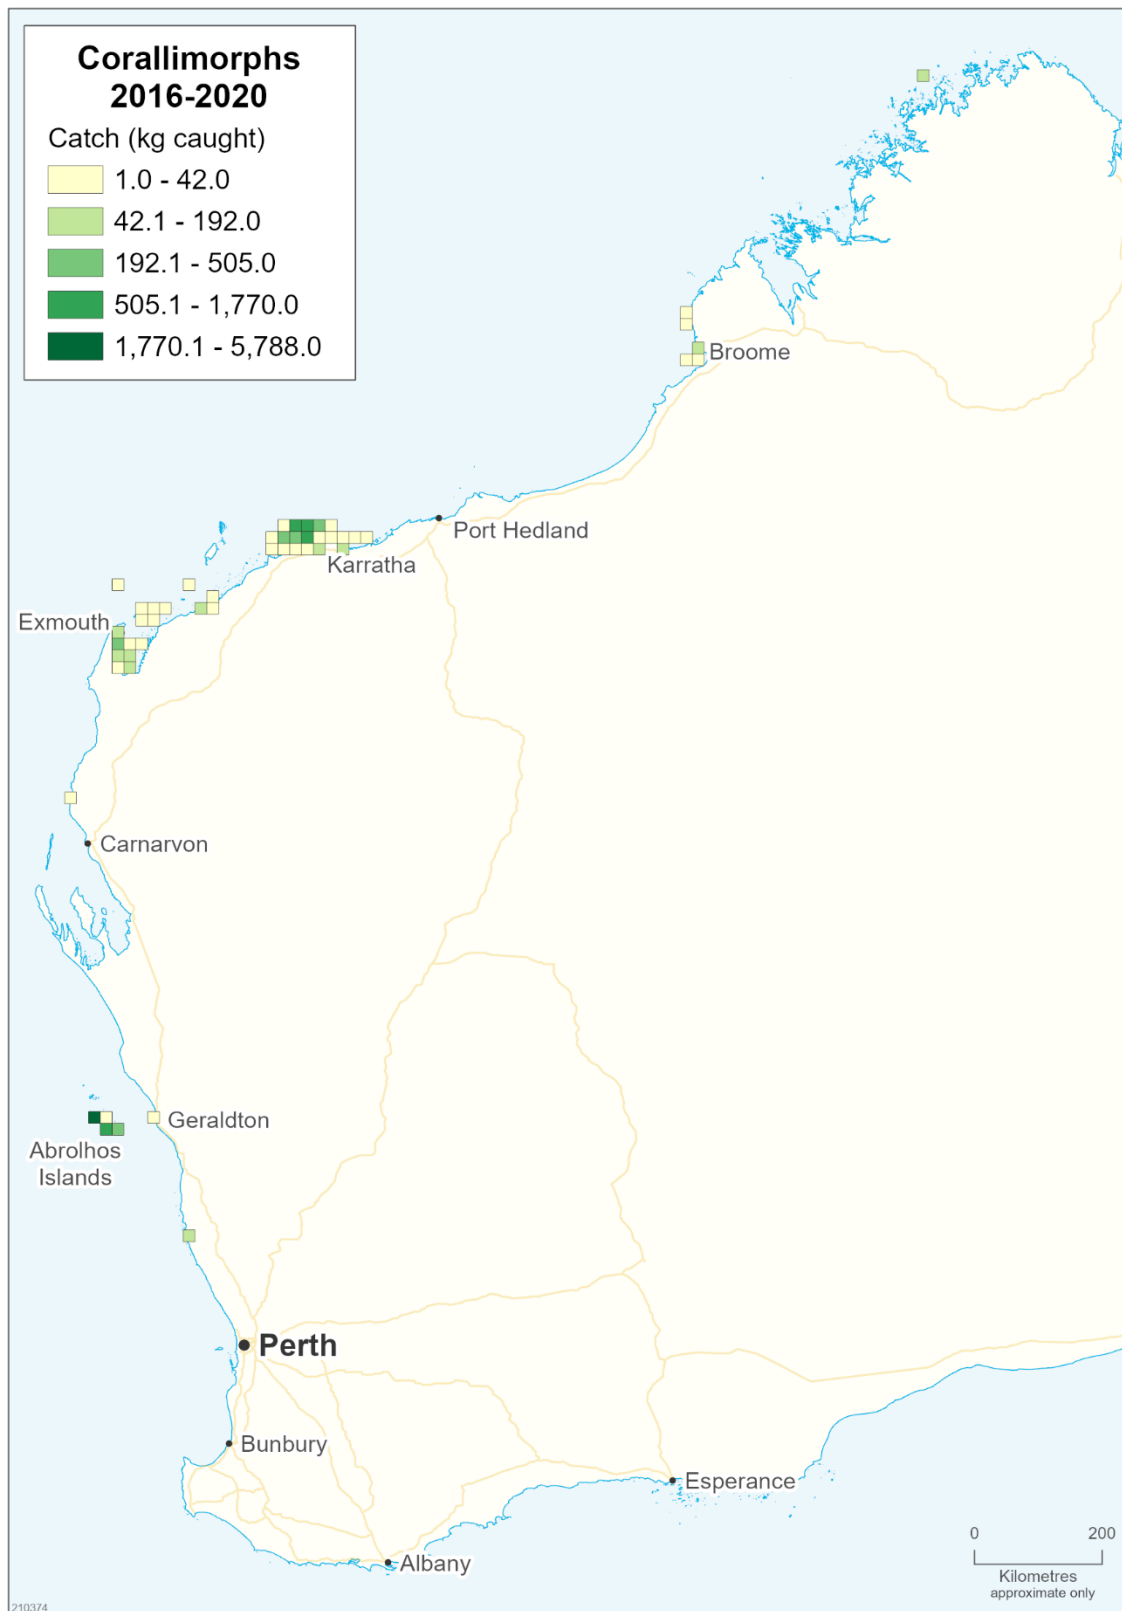 Corallimorphs
2016-2020
Catch (kg caught)
1.0 - 42.0
42.1 - 192.0
192.1 - 505.0
505.1 - 1,770.0
1,770.1 - 5,788.0
Broome
Port Hedland
Karratha
Exmouth
Carnarvon
Geraldton
Abrolhos
Islands
Perth
Bunbury
Esperance
Albany
0 200
Kilometres
approximate only
210374